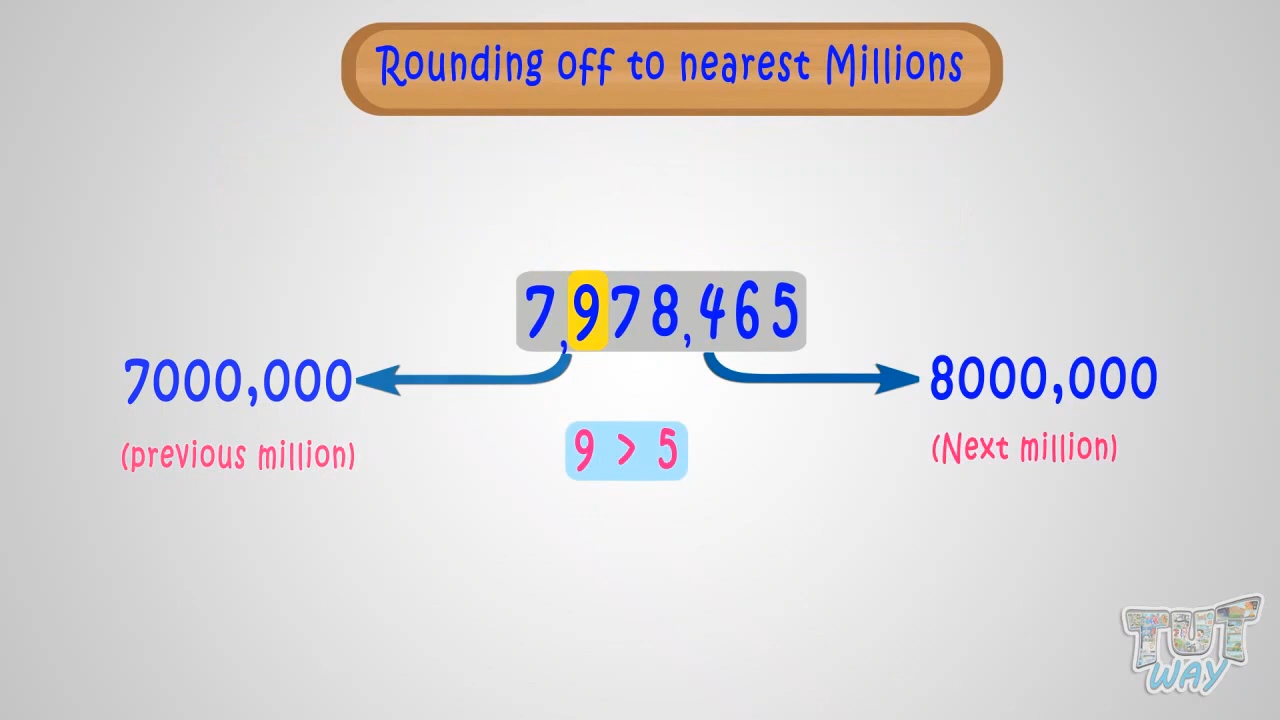 Rounding off to nearest Millions
7,978,465
7000,000
8000,000
(previous million)
9 > 5
(Next million)
TUT
WAY